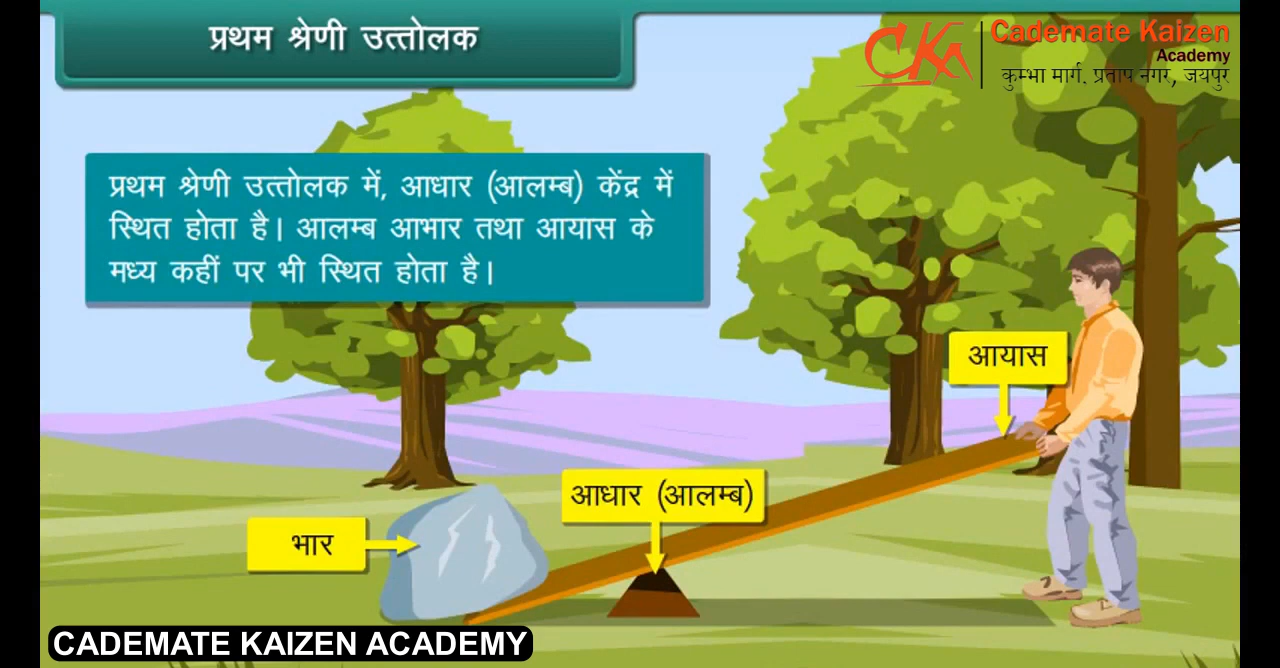 प्रथम श्रेणी उत्तोलक
Cademate Kaizen
Academy
कुम्भा मार्ग, प्रताप नगर, जयपुर
CKA
प्रथम श्रेणी उत्तोलक में, आधार (आलम्ब) केंद्र में
स्थित होता है। आलम्ब आभार तथा आयास के
मध्य कहीं पर भी स्थित होता है।
आयास
आधार (आलम्ब)
भार
CADEMATE KAIZEN ACADEMY